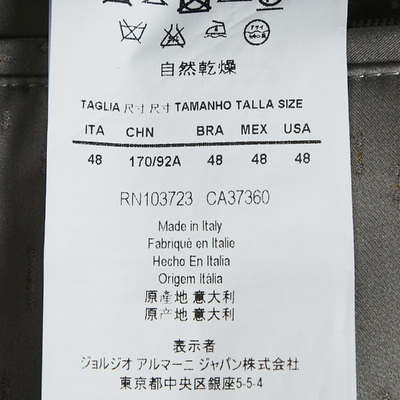 自然乾燥
TAGLIA 尺寸 尺寸 TAMANHO TALLA SIZE
ITA CHN BRA MEX USA
48 170/92A 48 48 48
RN103723 CA37360
Made in Italy
Fabriqué en Italie
Hecho En Italia
Origem Itália
原產地 意大利
原产地 意大利
表示者
ジョルジオ アルマーニ ジャパン株式会社
東京都中央区銀座5-5-4